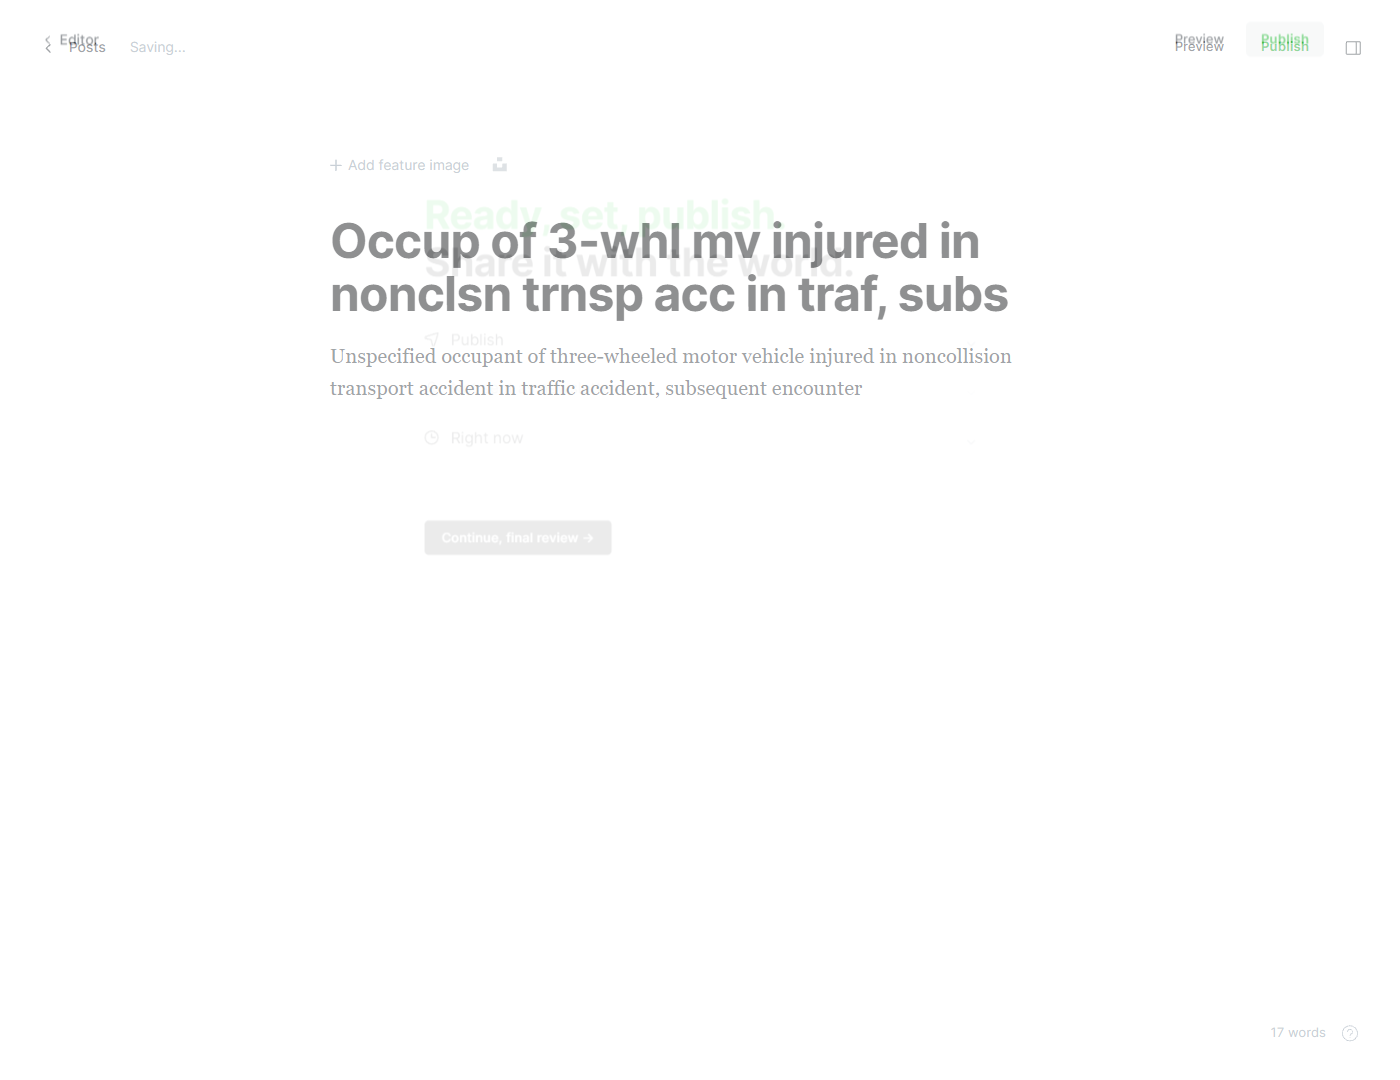 Editor
Posts
Saving...
Preview
Publish
Preview
Publish
Add feature image
Ready, set, publish.
Share it with the world.
Occup of 3-whl mv injured in
nonclsn trnsp acc in traf, subs
Publish
Unspecified occupant of three-wheeled motor vehicle injured in noncollision
transport accident in traffic accident, subsequent encounter
Right now
Continue, final review →
17 words